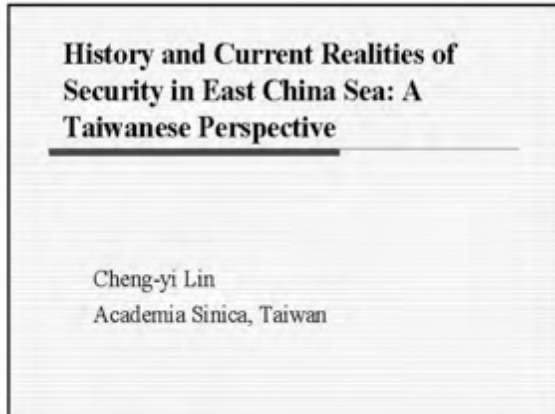 History and Current Realities of
Security in East China Sea: A
Taiwanese Perspective
Cheng-yi Lin
Academia Sinica, Taiwan